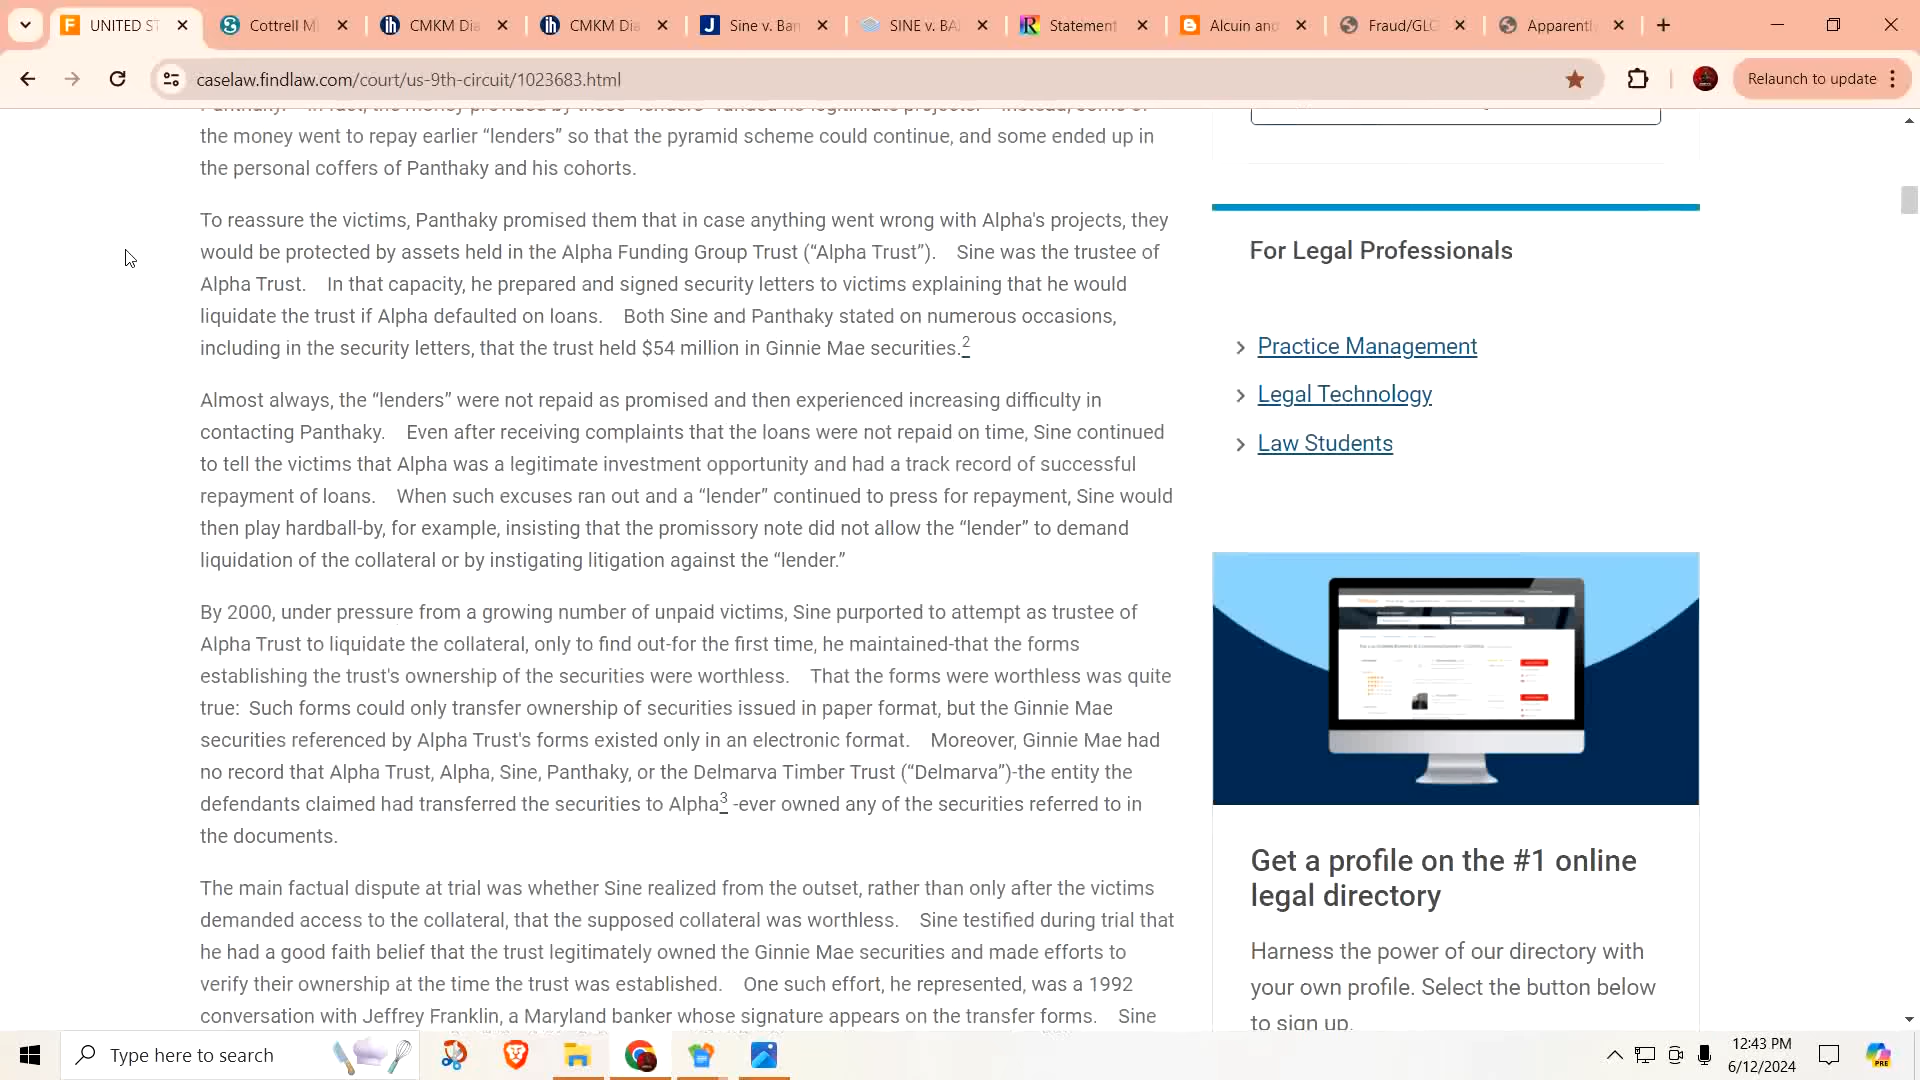 UNITED ST
Cottrell M
CMKM Dia
CMKM Dia
Sine v. Ban
SINE v. BA
Statement
Alcuin and
Fraud/GLO
Apparently
caselaw.findlaw.com/court/us-9th-circuit/1023683.html
Relaunch to update
the money went to repay earlier “lenders” so that the pyramid scheme could continue, and some ended up in
the personal coffers of Panthaky and his cohorts.
To reassure the victims, Panthaky promised them that in case anything went wrong with Alpha's projects, they
would be protected by assets held in the Alpha Funding Group Trust (“Alpha Trust”). Sine was the trustee of
Alpha Trust. In that capacity, he prepared and signed security letters to victims explaining that he would
liquidate the trust if Alpha defaulted on loans. Both Sine and Panthaky stated on numerous occasions,
including in the security letters, that the trust held $54 million in Ginnie Mae securities.2
Almost always, the “lenders” were not repaid as promised and then experienced increasing difficulty in
contacting Panthaky. Even after receiving complaints that the loans were not repaid on time, Sine continued
to tell the victims that Alpha was a legitimate investment opportunity and had a track record of successful
repayment of loans. When such excuses ran out and a “lender” continued to press for repayment, Sine would
then play hardball-by, for example, insisting that the promissory note did not allow the “lender” to demand
liquidation of the collateral or by instigating litigation against the “lender.”
By 2000, under pressure from a growing number of unpaid victims, Sine purported to attempt as trustee of
Alpha Trust to liquidate the collateral, only to find out-for the first time, he maintained-that the forms
establishing the trust's ownership of the securities were worthless. That the forms were worthless was quite
true: Such forms could only transfer ownership of securities issued in paper format, but the Ginnie Mae
securities referenced by Alpha Trust's forms existed only in an electronic format. Moreover, Ginnie Mae had
no record that Alpha Trust, Alpha, Sine, Panthaky, or the Delmarva Timber Trust (“Delmarva”)-the entity the
defendants claimed had transferred the securities to Alpha3 -ever owned any of the securities referred to in
the documents.
The main factual dispute at trial was whether Sine realized from the outset, rather than only after the victims
demanded access to the collateral, that the supposed collateral was worthless. Sine testified during trial that
he had a good faith belief that the trust legitimately owned the Ginnie Mae securities and made efforts to
verify their ownership at the time the trust was established. One such effort, he represented, was a 1992
conversation with Jeffrey Franklin, a Maryland banker whose signature appears on the transfer forms. Sine
For Legal Professionals
Practice Management
Legal Technology
Law Students
Get a profile on the #1 online
legal directory
Harness the power of our directory with
your own profile. Select the button below
to sign up.
Type here to search
12:43 PM
6/12/2024
PRE